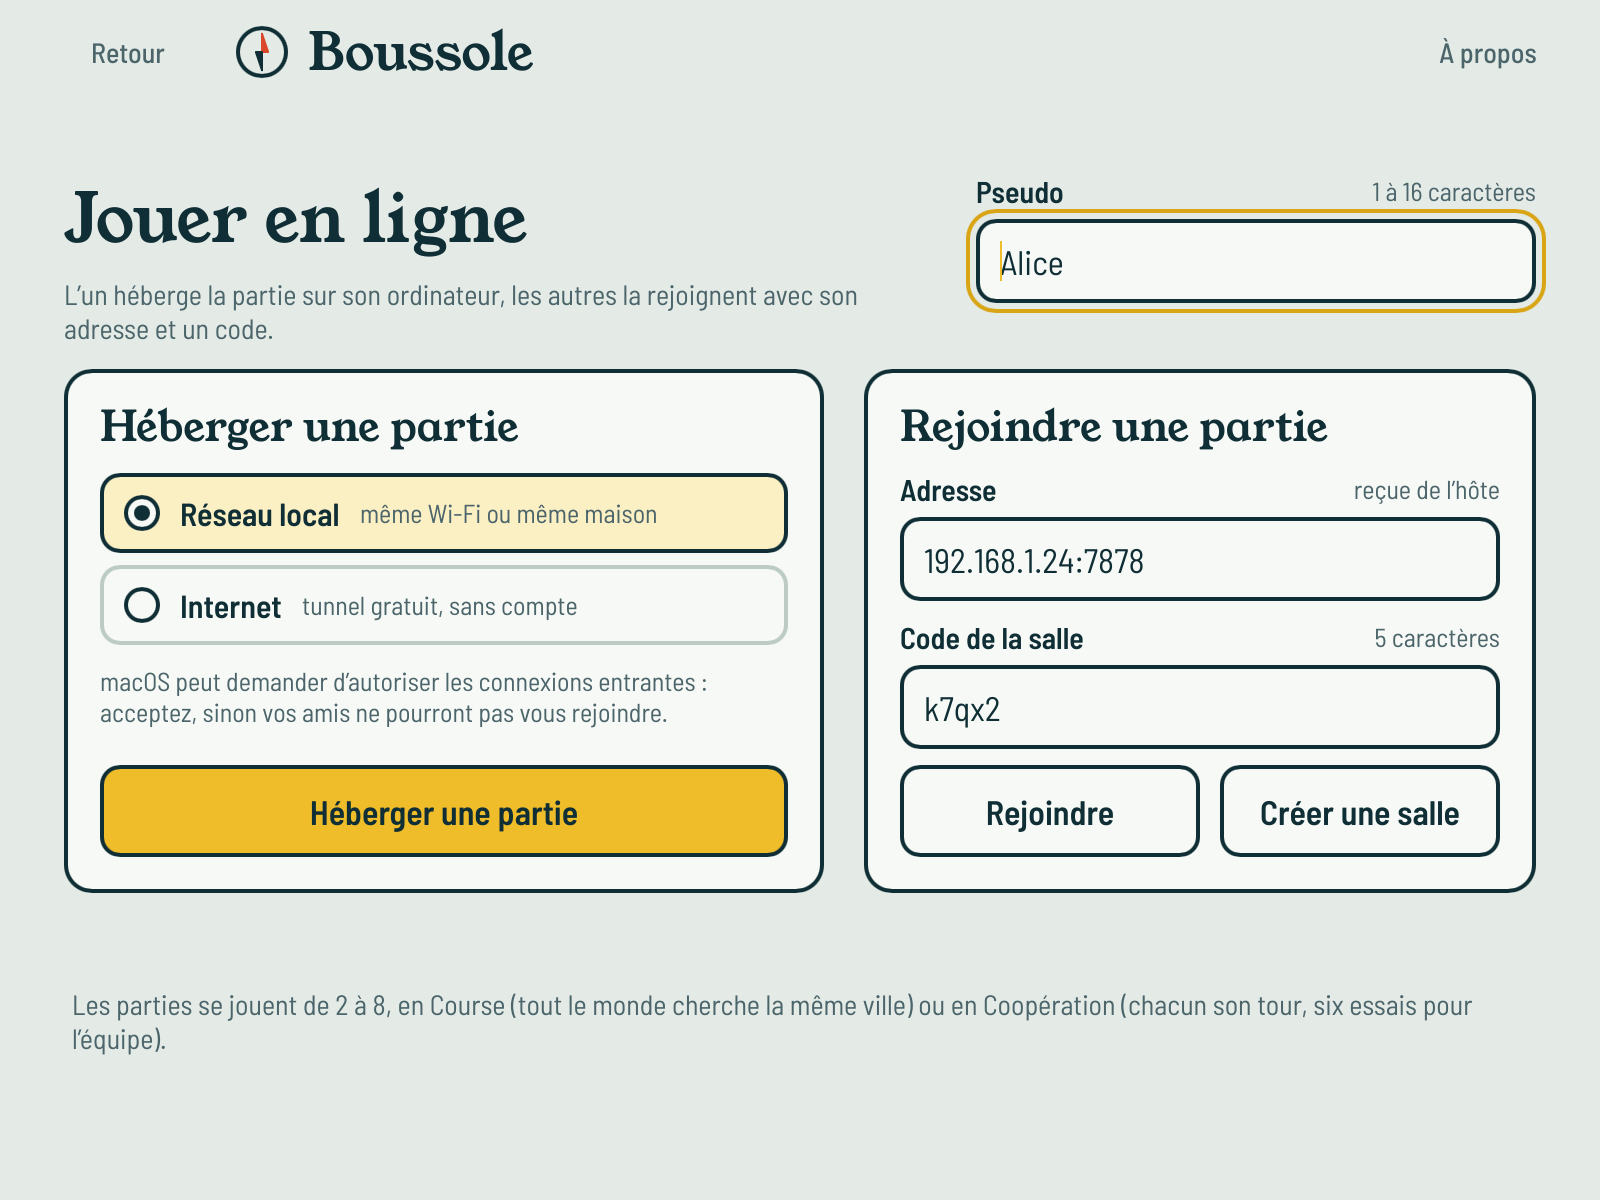 Retour
Boussole
À propos
Jouer en ligne
L’un héberge la partie sur son ordinateur, les autres la rejoignent avec son
adresse et un code.
Pseudo
1 à 16 caractères
Alice
Héberger une partie
Réseau local même Wi-Fi ou même maison
Internet tunnel gratuit, sans compte
macOS peut demander d’autoriser les connexions entrantes :
acceptez, sinon vos amis ne pourront pas vous rejoindre.
Héberger une partie
Rejoindre une partie
Adresse
reçue de l’hôte
192.168.1.24:7878
Code de la salle
5 caractères
k7qx2
Rejoindre
Créer une salle
Les parties se jouent de 2 à 8, en Course (tout le monde cherche la même ville) ou en Coopération (chacun son tour, six essais pour
l’équipe).